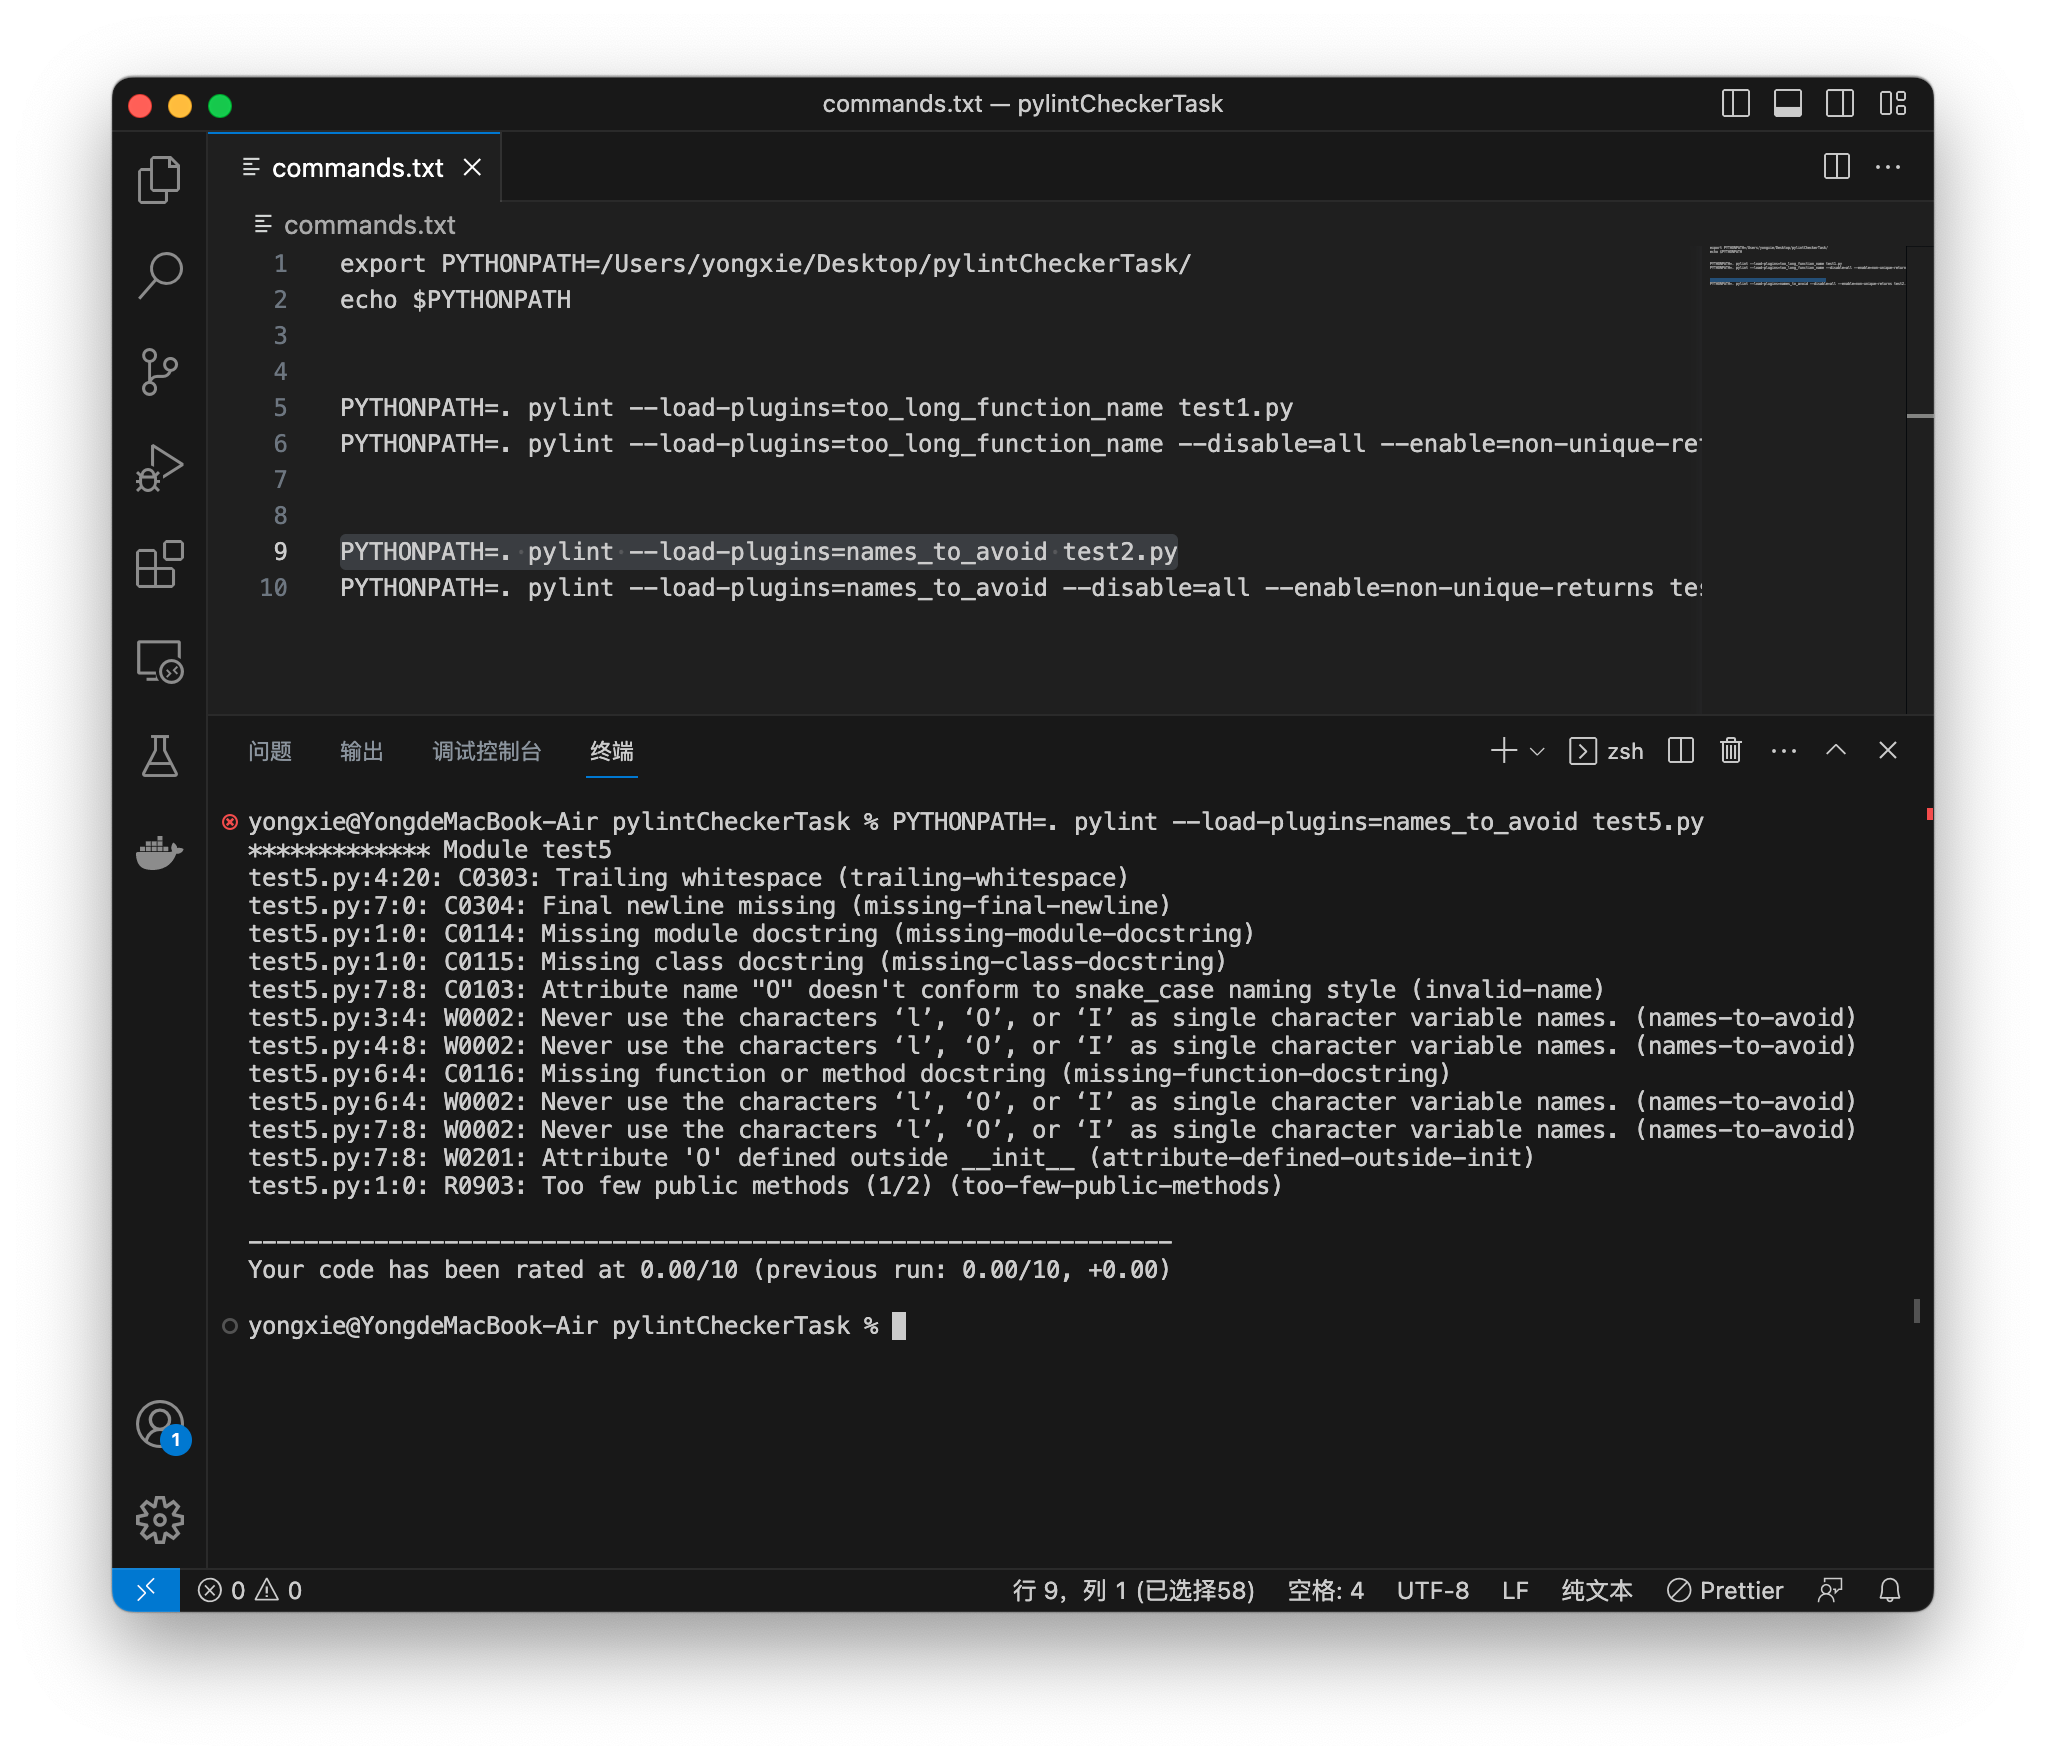 commands.txt — pylintCheckerTask
commands.txt
commands.txt
1 export PYTHONPATH=/Users/yongxie/Desktop/pylintCheckerTask/
2 echo $PYTHONPATH
3
4
5 PYTHONPATH=. pylint --load-plugins=too_long_function_name test1.py
6 PYTHONPATH=. pylint --load-plugins=too_long_function_name --disable=all --enable=non-unique-re
7
8
9 PYTHONPATH=. pylint --load-plugins=names_to_avoid test2.py
10 PYTHONPATH=. pylint --load-plugins=names_to_avoid --disable=all --enable=non-unique-returns te
问题 输出 调试控制台 终端 zsh
yongxie@YongdeMacBook-Air pylintCheckerTask % PYTHONPATH=. pylint --load-plugins=names_to_avoid test5.py
************* Module test5
test5.py:4:20: C0303: Trailing whitespace (trailing-whitespace)
test5.py:7:0: C0304: Final newline missing (missing-final-newline)
test5.py:1:0: C0114: Missing module docstring (missing-module-docstring)
test5.py:1:0: C0115: Missing class docstring (missing-class-docstring)
test5.py:7:8: C0103: Attribute name "O" doesn't conform to snake_case naming style (invalid-name)
test5.py:3:4: W0002: Never use the characters ‘l’, ‘O’, or ‘I’ as single character variable names. (names-to-avoid)
test5.py:4:8: W0002: Never use the characters ‘l’, ‘O’, or ‘I’ as single character variable names. (names-to-avoid)
test5.py:6:4: C0116: Missing function or method docstring (missing-function-docstring)
test5.py:6:4: W0002: Never use the characters ‘l’, ‘O’, or ‘I’ as single character variable names. (names-to-avoid)
test5.py:7:8: W0002: Never use the characters ‘l’, ‘O’, or ‘I’ as single character variable names. (names-to-avoid)
test5.py:7:8: W0201: Attribute 'O' defined outside __init__ (attribute-defined-outside-init)
test5.py:1:0: R0903: Too few public methods (1/2) (too-few-public-methods)
------------------------------------------------------------------
Your code has been rated at 0.00/10 (previous run: 0.00/10, +0.00)
yongxie@YongdeMacBook-Air pylintCheckerTask %
1
0 0 行 9，列 1 (已选择58) 空格: 4 UTF-8 LF 纯文本 Prettier